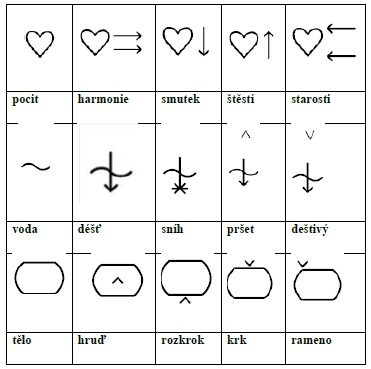 pocit harmonie smutek štěstí starosti
voda déšť sníh pršet deštivý
tělo hruď rozkrok krk rameno